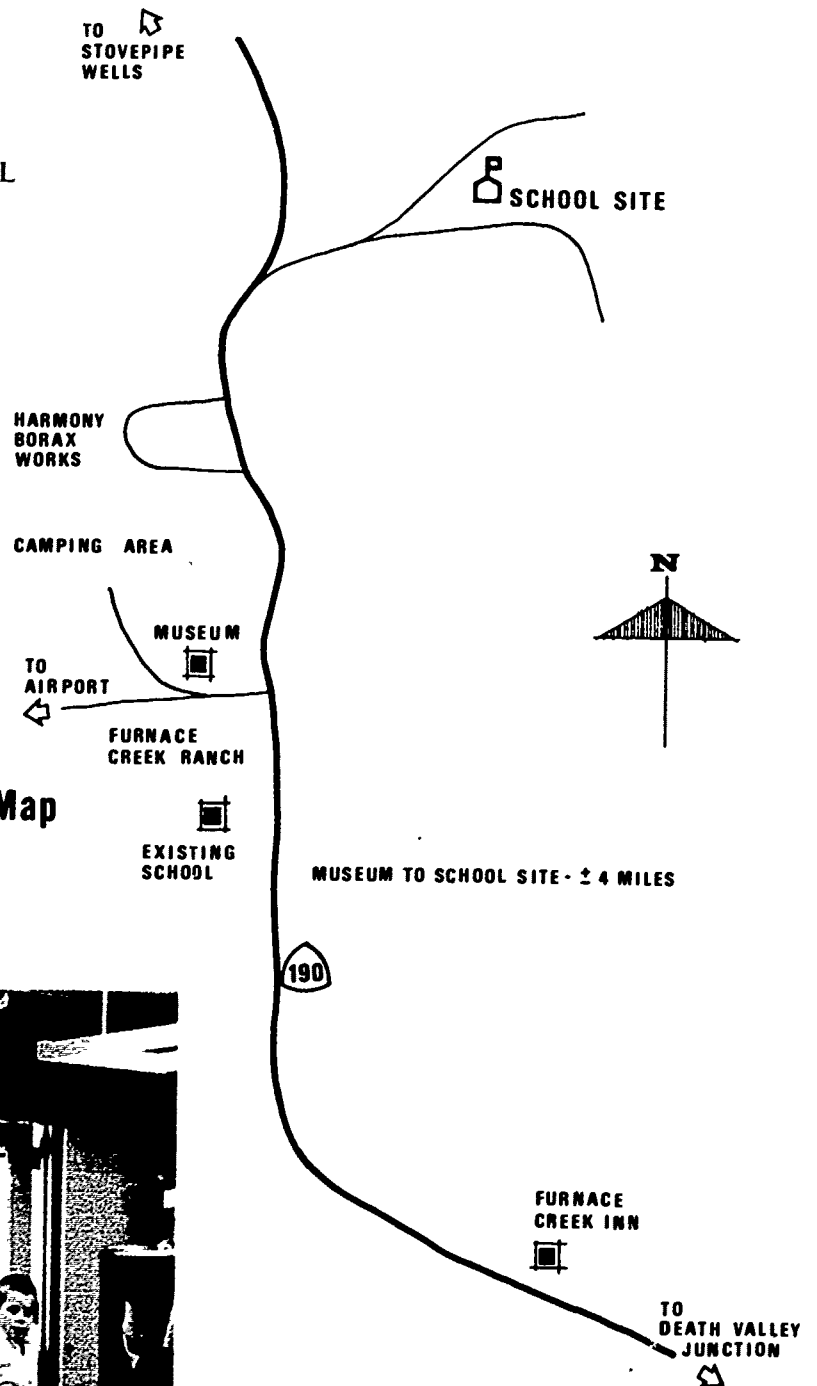 TO
STOVEPIPE
WELLS
L
SCHOOL SITE
HARMONY
BORAX
WORKS
CAMPING AREA
N
MUSEUM
TO
AIRPORT
FURNACE
CREEK RANCH
Map
EXISTING
SCHOOL
MUSEUM TO SCHOOL SITE - ± 4 MILES
190
FURNACE
CREEK INN
TO
DEATH VALLEY
JUNCTION